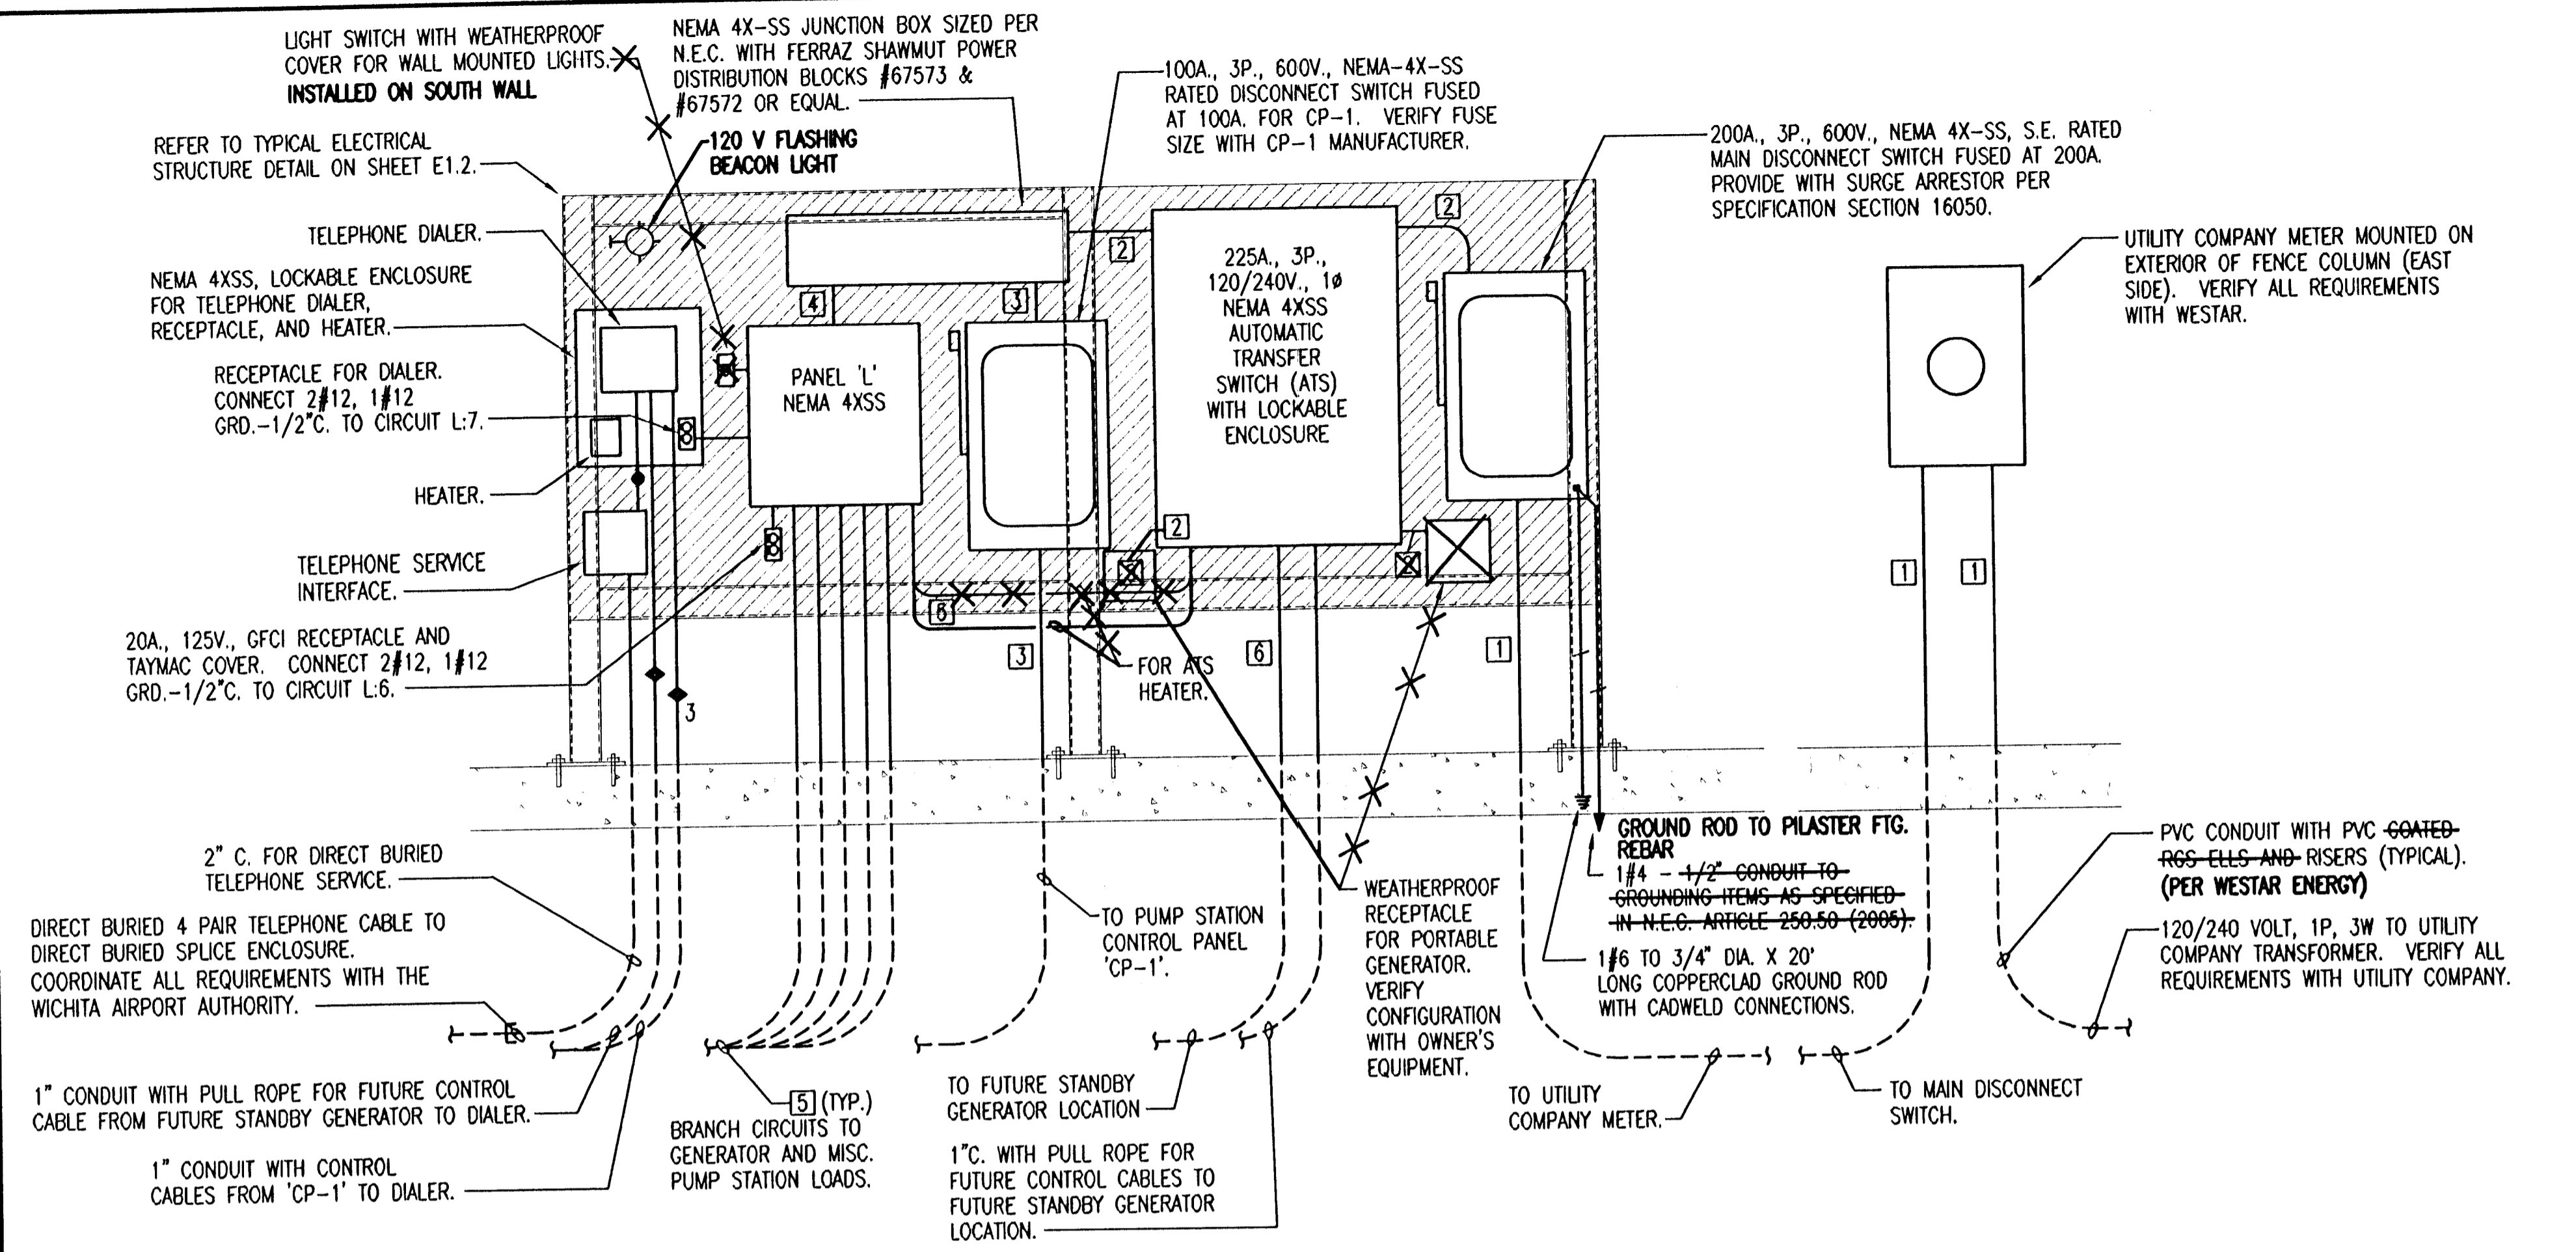 LIGHT SWITCH WITH WEATHERPROOF
COVER FOR WALL MOUNTED LIGHTS.
INSTALLED ON SOUTH WALL
NEMA 4X-SS JUNCTION BOX SIZED PER
N.E.C. WITH FERRAZ SHAWMUT POWER
DISTRIBUTION BLOCKS #67573 &
#67572 OR EQUAL.
120 V FLASHING
BEACON LIGHT
100A., 3P., 600V., NEMA-4X-SS
RATED DISCONNECT SWITCH FUSED
AT 100A. FOR CP-1. VERIFY FUSE
SIZE WITH CP-1 MANUFACTURER.
200A., 3P., 600V., NEMA 4X-SS, S.E. RATED
MAIN DISCONNECT SWITCH FUSED AT 200A.
PROVIDE WITH SURGE ARRESTOR PER
SPECIFICATION SECTION 16050.
UTILITY COMPANY METER MOUNTED ON
EXTERIOR OF FENCE COLUMN (EAST
SIDE). VERIFY ALL REQUIREMENTS
WITH WESTAR.
REFER TO TYPICAL ELECTRICAL
STRUCTURE DETAIL ON SHEET E1.2.
TELEPHONE DIALER.
NEMA 4XSS, LOCKABLE ENCLOSURE
FOR TELEPHONE DIALER,
RECEPTACLE, AND HEATER.
RECEPTACLE FOR DIALER.
CONNECT 2#12, 1#12
GRD.-1/2"C. TO CIRCUIT L:7.
HEATER.
TELEPHONE SERVICE
INTERFACE.
20A., 125V., GFCI RECEPTACLE AND
TAYMAC COVER. CONNECT 2#12, 1#12
GRD.-1/2"C. TO CIRCUIT L:6.
2
2
4
3
PANEL 'L'
NEMA 4XSS
225A., 3P.,
120/240V., 1ø
NEMA 4XSS
AUTOMATIC
TRANSFER
SWITCH (ATS)
WITH LOCKABLE
ENCLOSURE
2
2
5
3
6
1
1
1
3
FOR ATS
HEATER.
2" C. FOR DIRECT BURIED
TELEPHONE SERVICE.
DIRECT BURIED 4 PAIR TELEPHONE CABLE TO
DIRECT BURIED SPLICE ENCLOSURE.
COORDINATE ALL REQUIREMENTS WITH THE
WICHITA AIRPORT AUTHORITY.
1" CONDUIT WITH PULL ROPE FOR FUTURE CONTROL
CABLE FROM FUTURE STANDBY GENERATOR TO DIALER.
1" CONDUIT WITH CONTROL
CABLES FROM 'CP-1' TO DIALER.
5 (TYP.)
BRANCH CIRCUITS TO
GENERATOR AND MISC.
PUMP STATION LOADS.
TO PUMP STATION
CONTROL PANEL
'CP-1'.
TO FUTURE STANDBY
GENERATOR LOCATION
1"C. WITH PULL ROPE FOR
FUTURE CONTROL CABLES TO
FUTURE STANDBY GENERATOR
LOCATION.
WEATHERPROOF
RECEPTACLE
FOR PORTABLE
GENERATOR.
VERIFY
CONFIGURATION
WITH OWNER'S
EQUIPMENT.
GROUND ROD TO PILASTER FTG.
REBAR
1#4 - 1/2" CONDUIT TO
GROUNDING ITEMS AS SPECIFIED
IN N.E.C. ARTICLE 250.50 (2005).
1#6 TO 3/4" DIA. X 20'
LONG COPPERCLAD GROUND ROD
WITH CADWELD CONNECTIONS.
TO UTILITY
COMPANY METER.
TO MAIN DISCONNECT
SWITCH.
PVC CONDUIT WITH PVC COATED
RGS ELLS AND RISERS (TYPICAL).
(PER WESTAR ENERGY)
120/240 VOLT, 1P, 3W TO UTILITY
COMPANY TRANSFORMER. VERIFY ALL
REQUIREMENTS WITH UTILITY COMPANY.